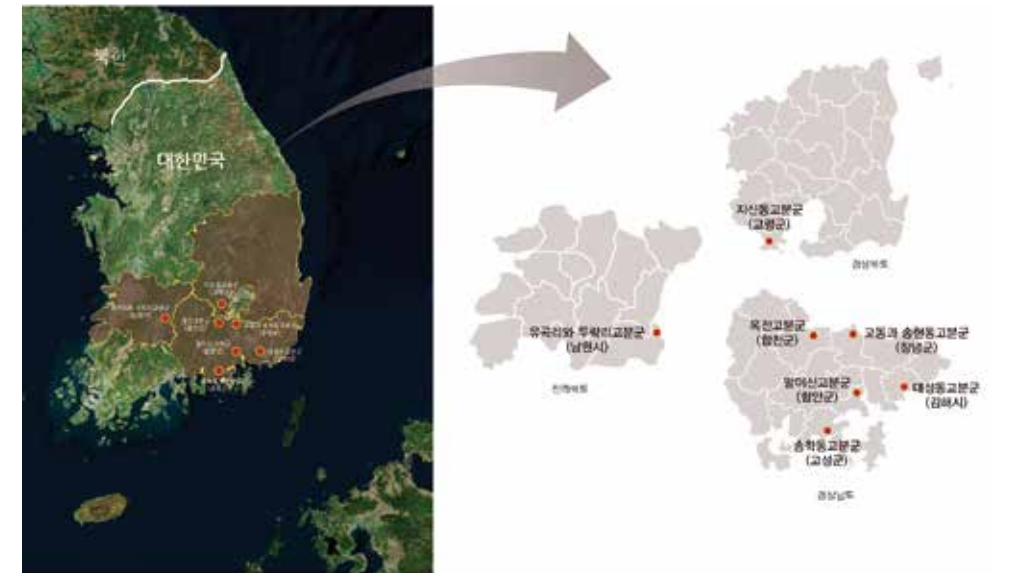 북한
대한민국
지산동고분군
(고령군)
경상북도
유곡리와 두락리고분군
(남원시)
전라북도
옥전고분군
(합천군)
교동과 송현동고분군
(창녕군)
말이산고분군
(함안군)
대성동고분군
(김해시)
송학동고분군
(고성군)
경상남도